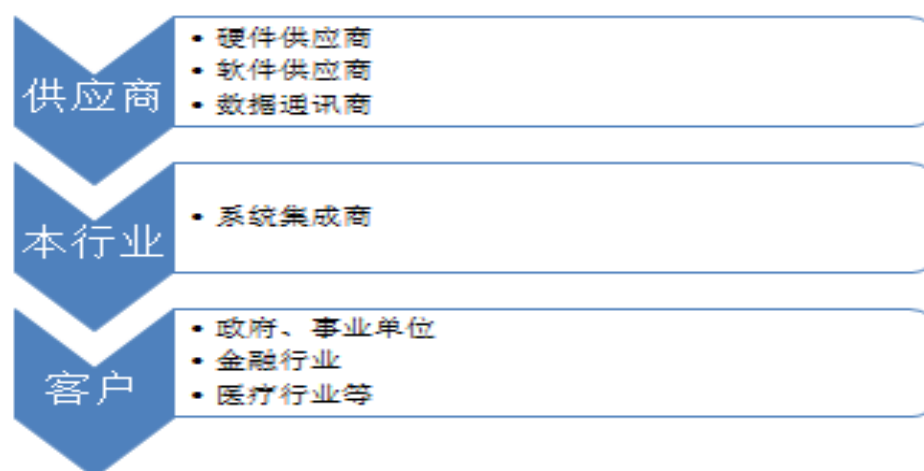 供应商
• 硬件供应商
• 软件供应商
• 数据通讯商
本行业
• 系统集成商
客户
• 政府、事业单位
• 金融行业
• 医疗行业等